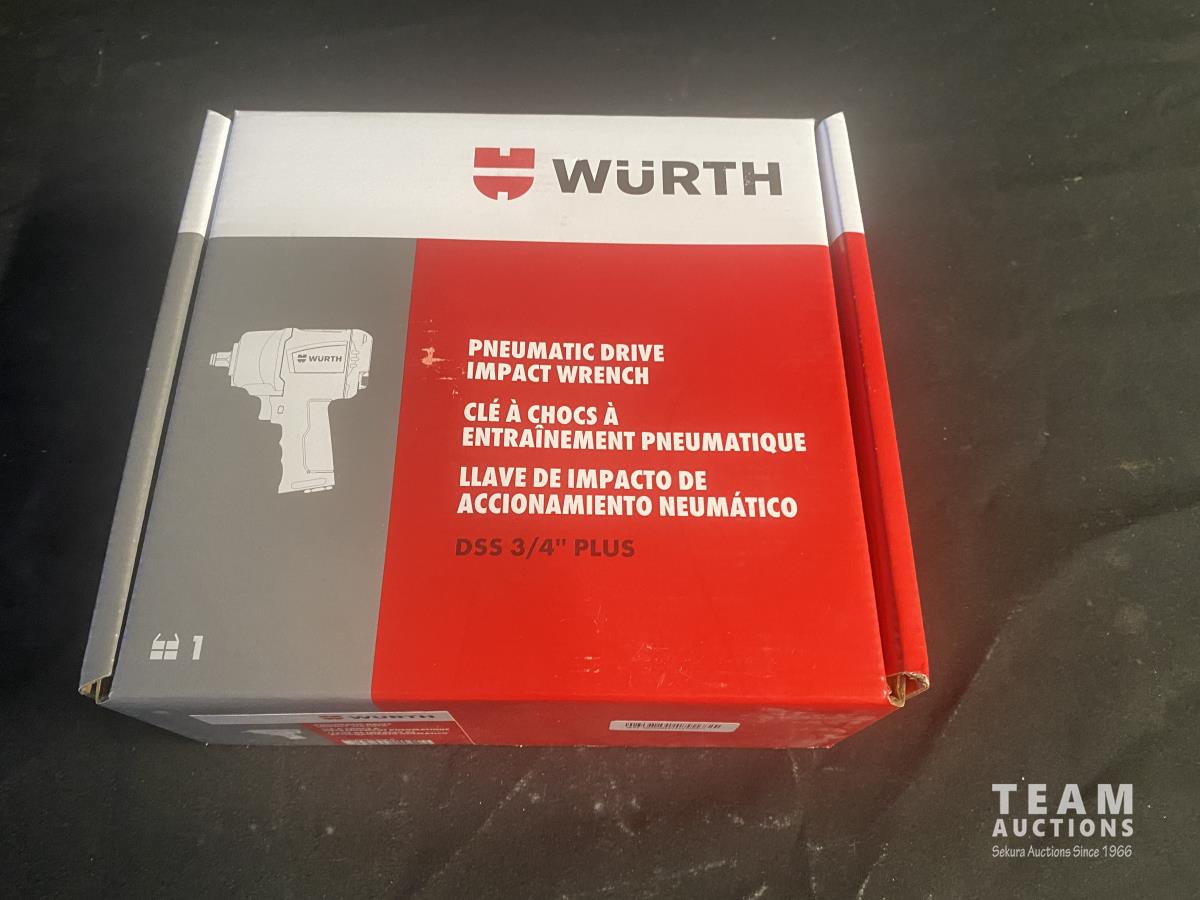 WÜRTH
WÜRTH
PNEUMATIC DRIVE
IMPACT WRENCH
CLÉ À CHOCS À
ENTRAÎNEMENT PNEUMATIQUE
LLAVE DE IMPACTO DE
ACCIONAMIENTO NEUMÁTICO
DSS 3/4" PLUS
1
WÜRTH
TEAM
AUCTIONS
Sekura Auctions Since 1966